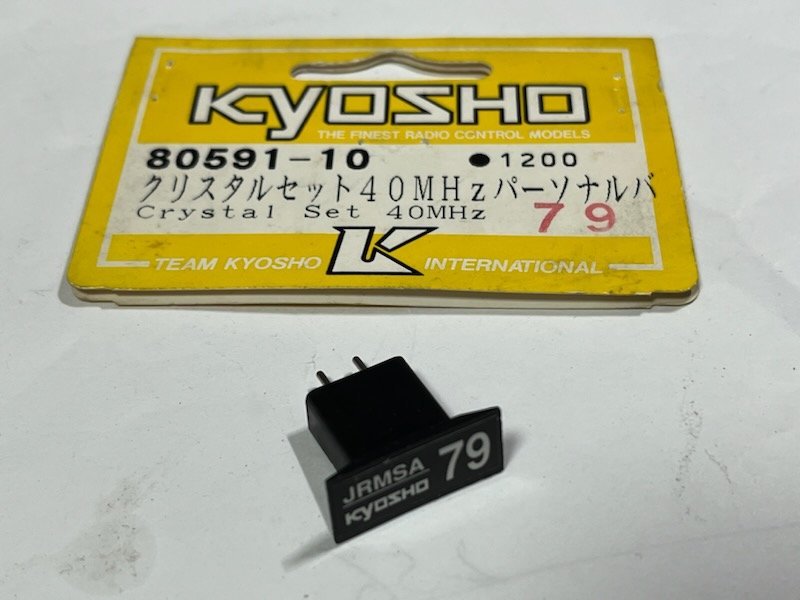 KYOSHO
THE FINEST RADIO CONTROL MODELS
80591-10 ●1200
クリスタルセット40MHzパーソナルバ
Crystal Set 40MHz 79
TEAM KYOSHO K INTERNATIONAL
JRMSA 79
KYOSHO